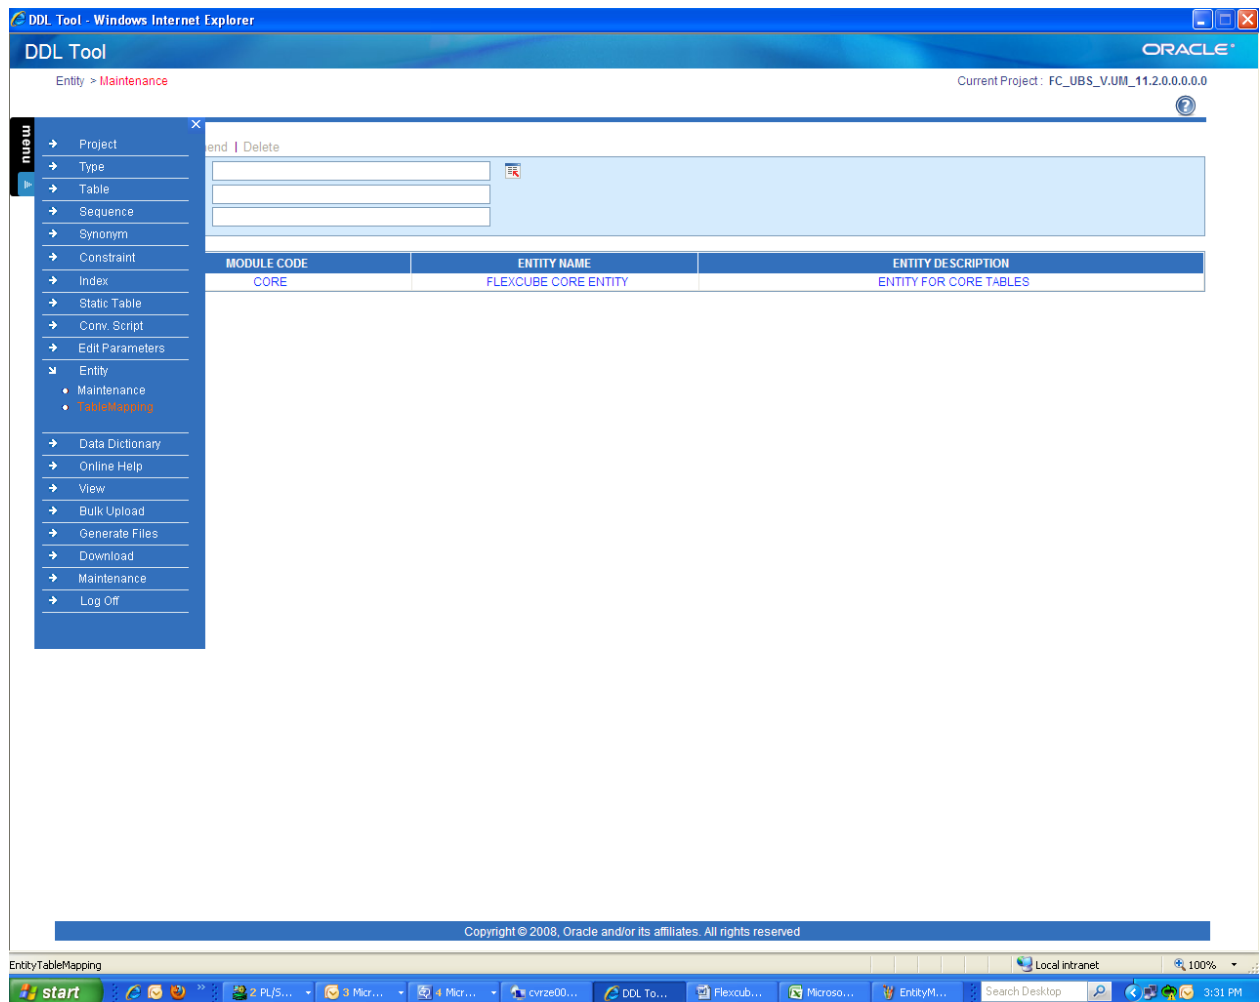 DDL Tool - Windows Internet Explorer
DDL Tool
ORACLE
Enty > Maintenance
Current Project : FC_UBS_V.UM_11.2.0.0.0.0.0
menu
end | Delete
Project
Type
Table
Sequence
Synonym
Constraint
Index
Static Table
Conv. Script
Edit Parameters
Entity
Maintenance
TableMapping
Data Dictionary
Online Help
View
Bulk Upload
Generate Files
Download
Maintenance
Log Off
MODULE CODE ENTITY NAME ENTITY DESCRIPTION
CORE FLEXCUBE CORE ENTITY ENTITY FOR CORE TABLES
Copyright © 2008, Oracle and/or its affiliates. All rights reserved
EntityTableMapping Local intranet 100%
start 2 PL/S... 3 Micr... 4 Micr... cvrze00... DDL To... Flexcub... Microso... EntityM... Search Desktop 3:31 PM